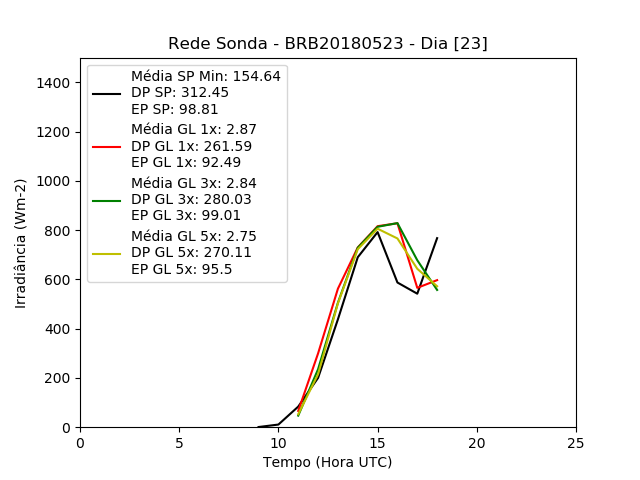 Rede Sonda - BRB20180523 - Dia [23]
Média SP Min: 154.64
DP SP: 312.45
EP SP: 98.81
Média GL 1x: 2.87
DP GL 1x: 261.59
EP GL 1x: 92.49
Média GL 3x: 2.84
DP GL 3x: 280.03
EP GL 3x: 99.01
Média GL 5x: 2.75
DP GL 5x: 270.11
EP GL 5x: 95.5
Irradiância (Wm-2)
1400
1200
1000
800
600
400
200
0
0 5 10 15 20 25
Tempo (Hora UTC)